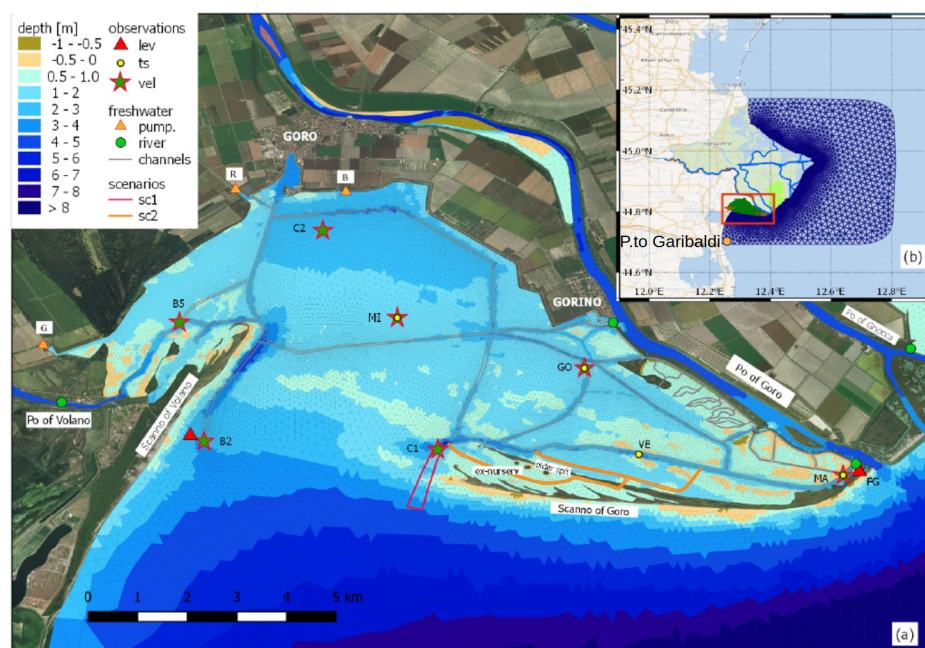 depth [m]
-1 - -0.5
-0.5 - 0
0.5 - 1.0
1 - 2
2 - 3
3 - 4
4 - 5
5 - 6
6 - 7
7 - 8
> 8
observations
lev
ts
vel
freshwater
pump.
river
channels
scenarios
sc1
sc2
GORO
R
B
C2
B5
MI
GORINO
G
GO
Po of Volano
Scanno of Volano
B2
C1
VE
ex-nursery
older spit
Scanno of Goro
MA
FG
Po of Goro
Po of Gnocca
0 1 2 3 4 5 km
(a)
45.4°N
45.2°N
45.0°N
44.8°N
44.6°N
12.0°E
12.2°E
12.4°E
12.6°E
12.8°E
P.to Garibaldi
(b)